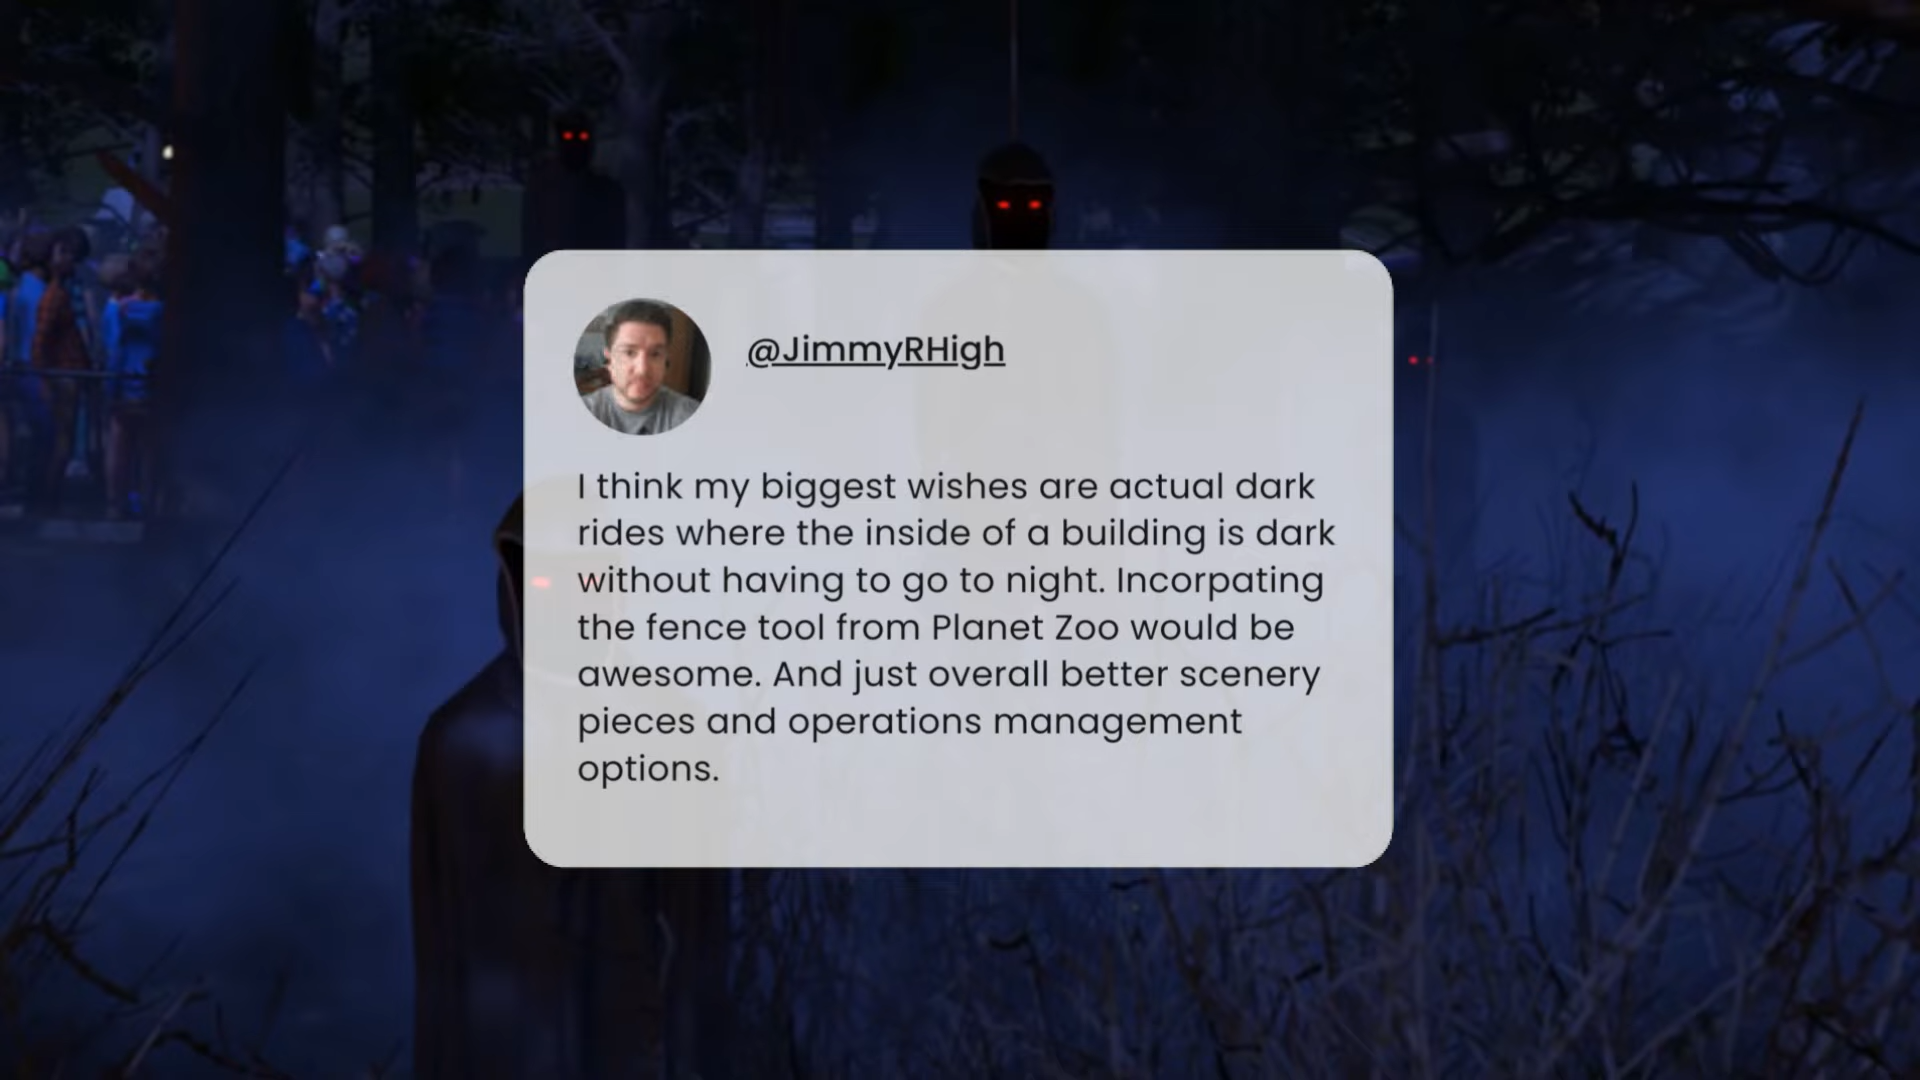 @JimmyRHigh
I think my biggest wishes are actual dark
rides where the inside of a building is dark
without having to go to night. Incorpating
the fence tool from Planet Zoo would be
awesome. And just overall better scenery
pieces and operations management
options.